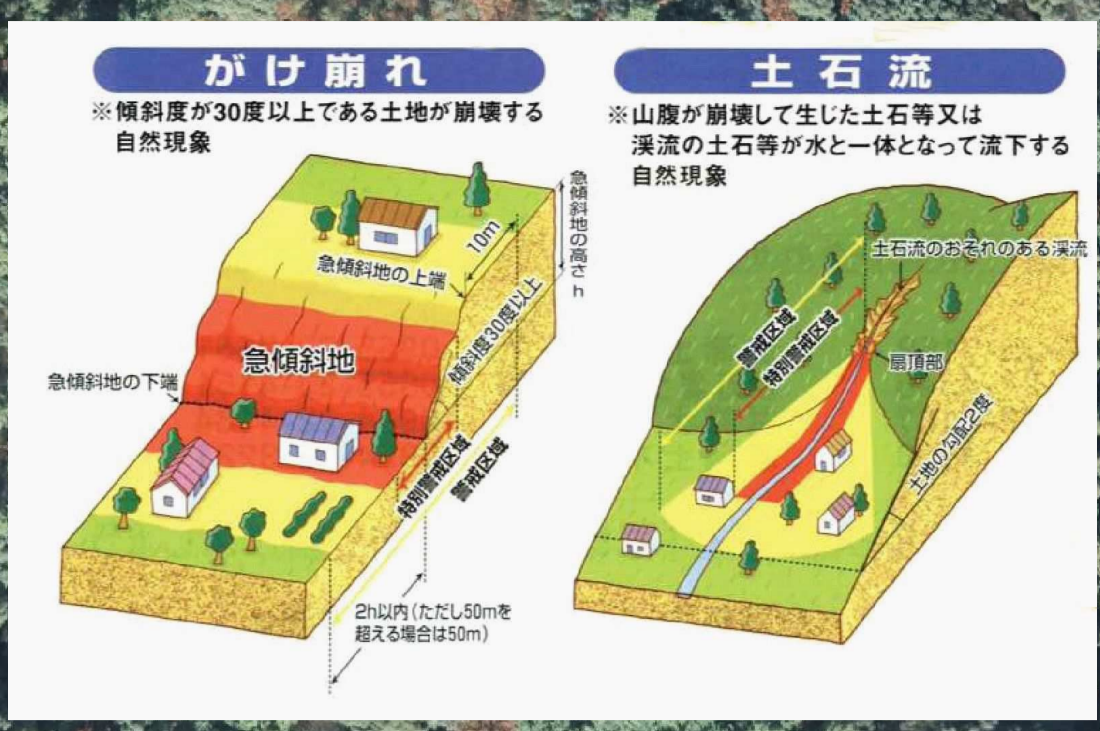 がけ崩れ
※傾斜度が30度以上である土地が崩壊する
自然現象
急傾斜地の高さ h
10m
急傾斜地の上端
傾斜度30度以上
急傾斜地
急傾斜地の下端
特別警戒区域
警戒区域
2h以内(ただし50mを
超える場合は50m)
土石流
※山腹が崩壊して生じた土石等又は
渓流の土石等が水と一体となって流下する
自然現象
土石流のおそれのある渓流
警戒区域
特別警戒区域
扇頂部
土地の勾配2度